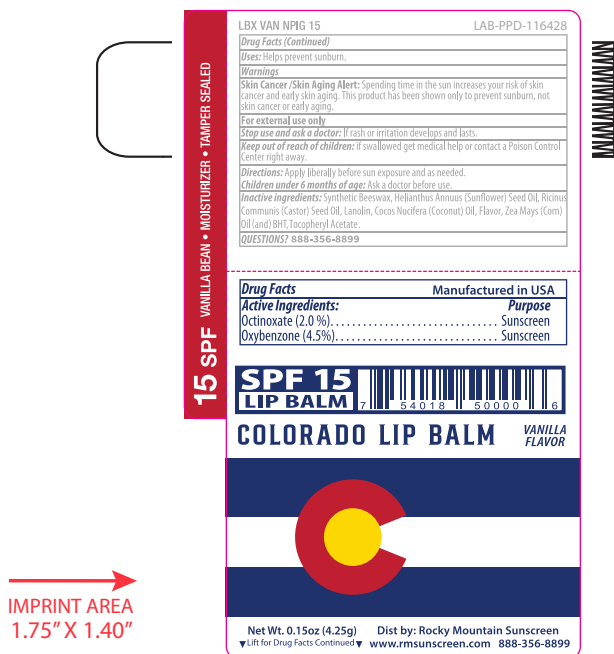 LBX VAN NPIG 15 LAB-PPD-116428
Drug Facts (Continued)
Uses: Helps prevent sunburn.
Warnings
Skin Cancer /Skin Aging Alert: Spending time in the sun increases your risk of skin
cancer and early skin aging. This product has been shown only to prevent sunburn, not
skin cancer or early aging.
For external use only
Stop use and ask a doctor: If rash or irritation develops and lasts.
Keep out of reach of children: if swallowed get medical help or contact a Poison Control
Center right away.
Directions: Apply liberally before sun exposure and as needed.
Children under 6 months of age: Ask a doctor before use.
Inactive ingredients: Synthetic Beeswax, Helianthus Annuus (Sunflower) Seed Oil, Ricinus
Communis (Castor) Seed Oil, Lanolin, Cocos Nucifera (Coconut) Oil, Flavor, Zea Mays (Corn)
Oil (and) BHT, Tocopheryl Acetate.
QUESTIONS? 888-356-8899
15 SPF VANILLA BEAN • MOISTURIZER • TAMPER SEALED
Drug Facts Manufactured in USA
Active Ingredients: Purpose
Octinoxate (2.0 %)............................. Sunscreen
Oxybenzone (4.5%)............................ Sunscreen
SPF 15
LIP BALM
7 54018 50000 6
COLORADO LIP BALM
VANILLA
FLAVOR
IMPRINT AREA
1.75" X 1.40"
Net Wt. 0.15oz (4.25g) Dist by: Rocky Mountain Sunscreen
▼Lift for Drug Facts Continued▼ www.rmsunscreen.com 888-356-8899